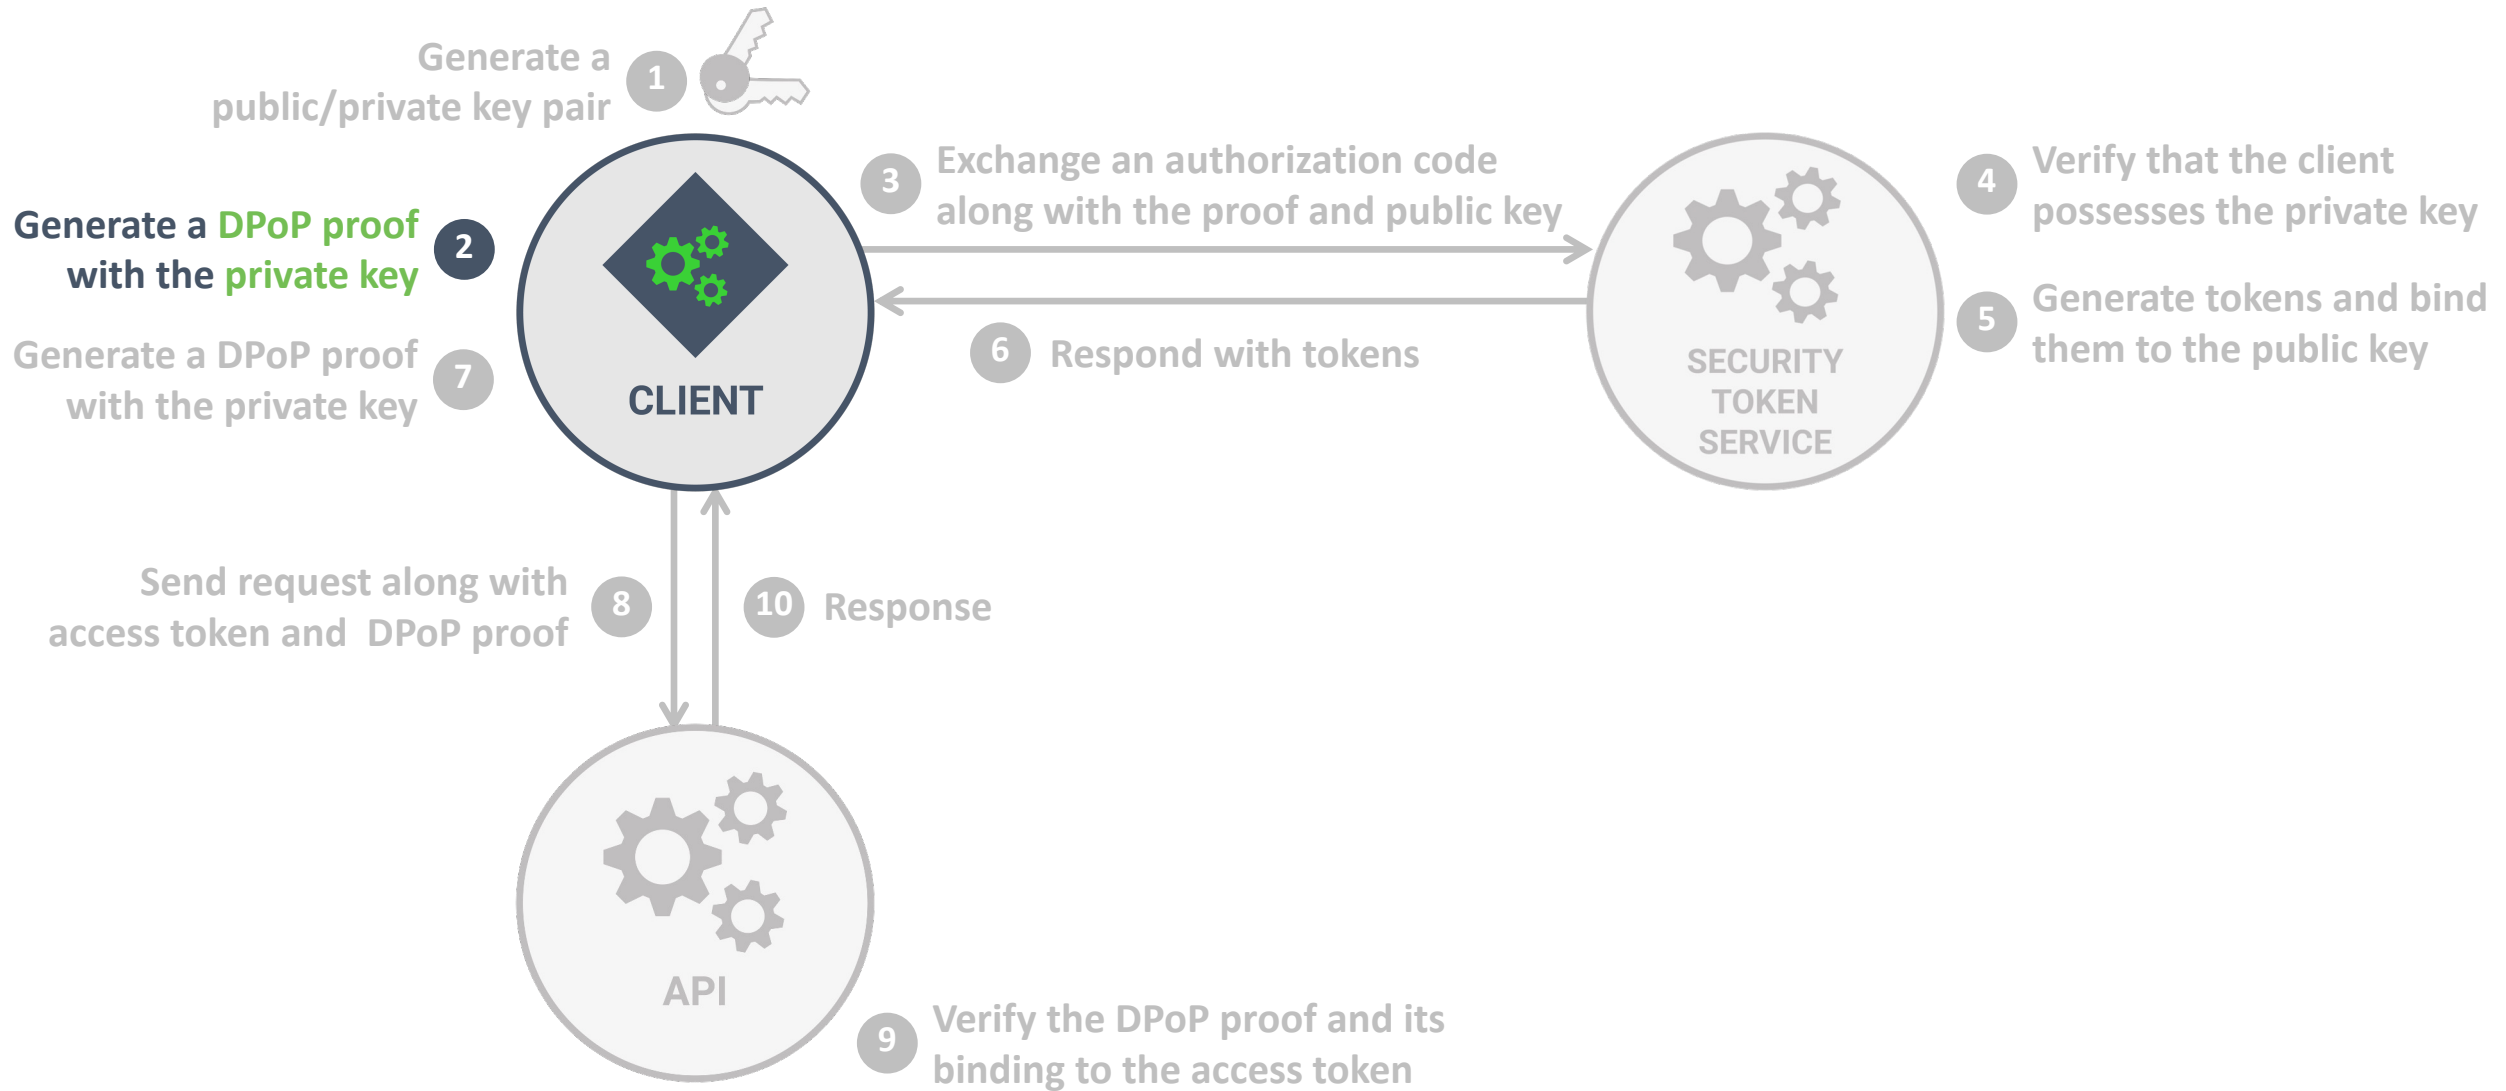 Generate a
public/private key pair
1
Generate a DPoP proof
with the private key
2
Generate a DPoP proof
with the private key
7
CLIENT
3
Exchange an authorization code
along with the proof and public key
6
Respond with tokens
SECURITY
TOKEN
SERVICE
4
Verify that the client
possesses the private key
5
Generate tokens and bind
them to the public key
Send request along with
access token and  DPoP proof
8
10
Response
API
9
Verify the DPoP proof and its
binding to the access token